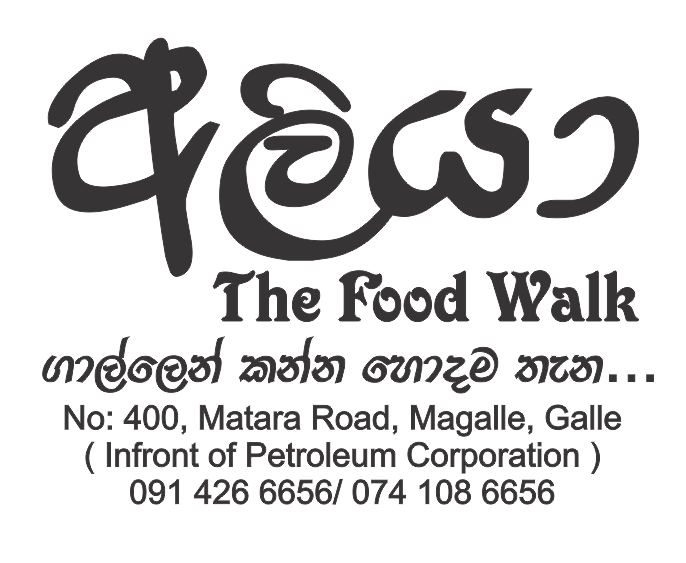 අලියා
The Food Walk
ගාල්ලෙන් කන්න හොදම තැන...
No: 400, Matara Road, Magalle, Galle
( Infront of Petroleum Corporation )
091 426 6656/ 074 108 6656